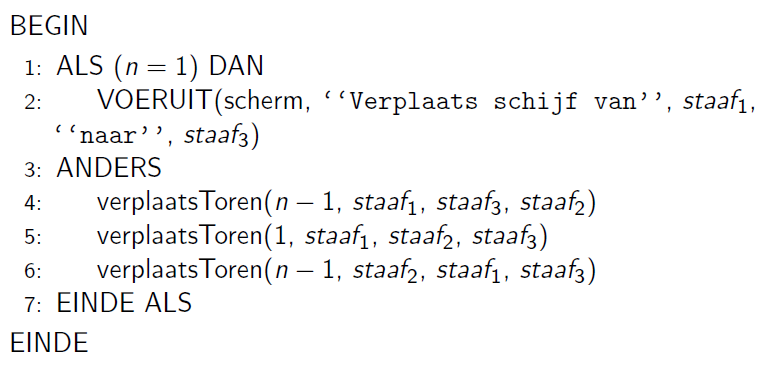 BEGIN
1: ALS (n = 1) DAN
2: VOERUIT(scherm, ‘‘Verplaats schijf van’’, staaf₁,
‘‘naar’’, staaf₃)
3: ANDERS
4: verplaatsToren(n − 1, staaf₁, staaf₃, staaf₂)
5: verplaatsToren(1, staaf₁, staaf₂, staaf₃)
6: verplaatsToren(n − 1, staaf₂, staaf₁, staaf₃)
7: EINDE ALS
EINDE